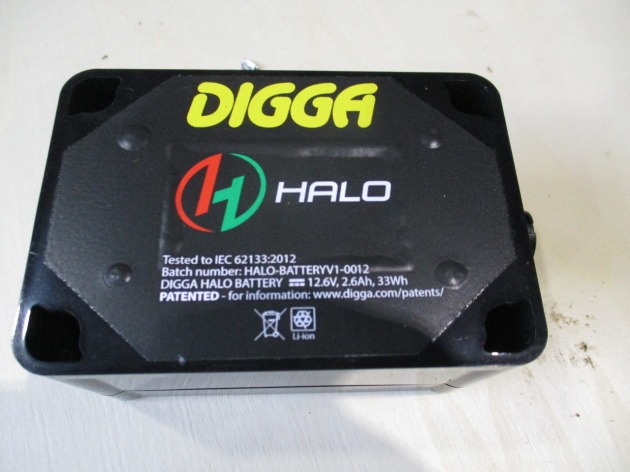 DIGGA
HALO
Tested to IEC 62133:2012
Batch number: HALO-BATTERYV1-0012
DIGGA HALO BATTERY 12.6V, 2.6Ah, 33Wh
PATENTED - for information: www.digga.com/patents/
Li-ion